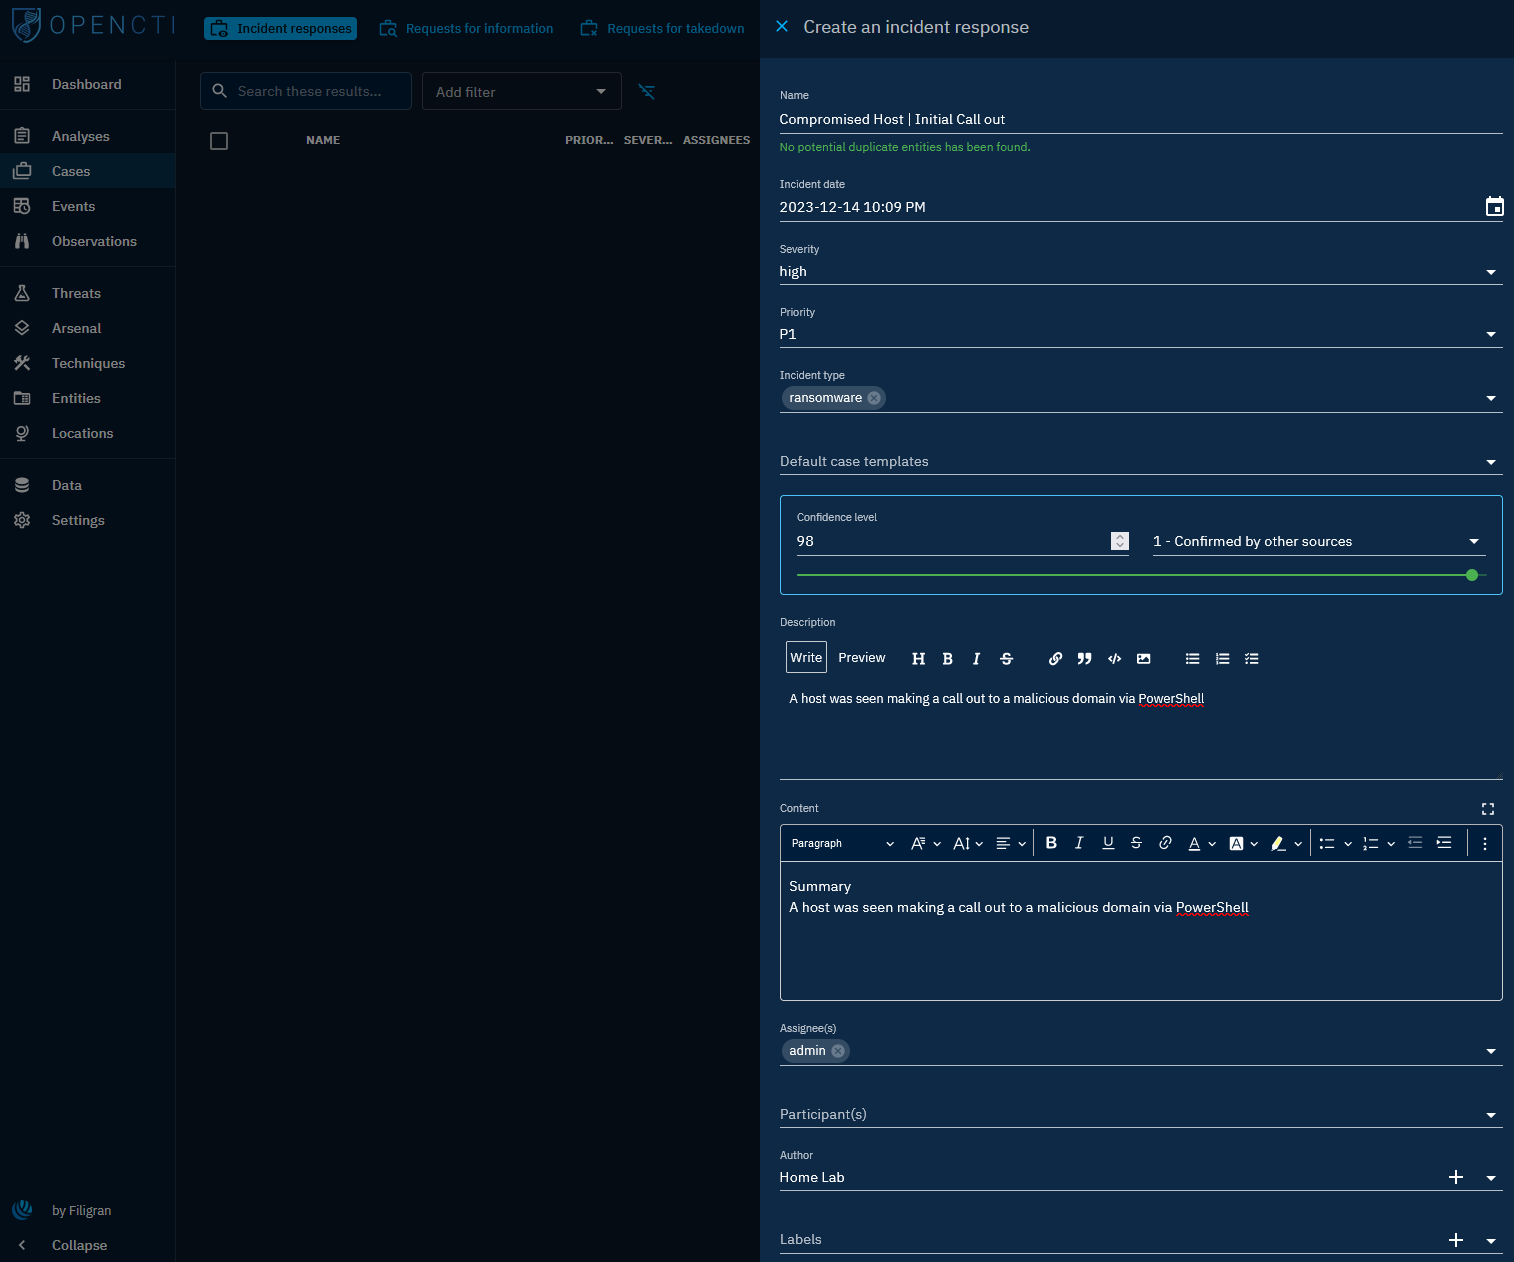 OPENCTI
Incident responses
Requests for information
Requests for takedown
Dashboard
Analyses
Cases
Events
Observations
Threats
Arsenal
Techniques
Entities
Locations
Data
Settings
by Filigran
Collapse
Search these results...
Add filter
NAME PRIOR... SEVER... ASSIGNEES
Create an incident response
Name
Compromised Host | Initial Call out
No potential duplicate entities has been found.
Incident date
2023-12-14 10:09 PM
Severity
high
Priority
P1
Incident type
ransomware
Default case templates
Confidence level
98
1 - Confirmed by other sources
Description
Write Preview H B I S
A host was seen making a call out to a malicious domain via PowerShell
Content
Paragraph A A B I U S A A
Summary
A host was seen making a call out to a malicious domain via PowerShell
Assignee(s)
admin
Participant(s)
Author
Home Lab
Labels